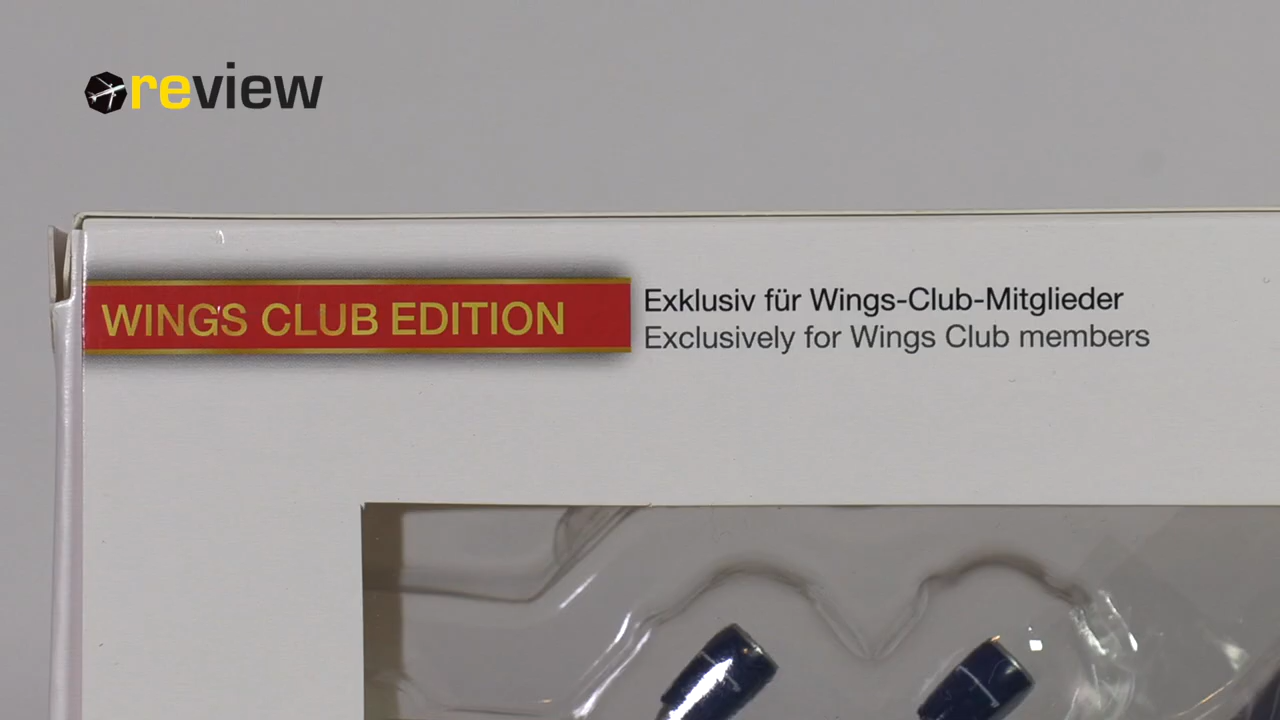 review
WINGS CLUB EDITION
Exklusiv für Wings-Club-Mitglieder
Exclusively for Wings Club members